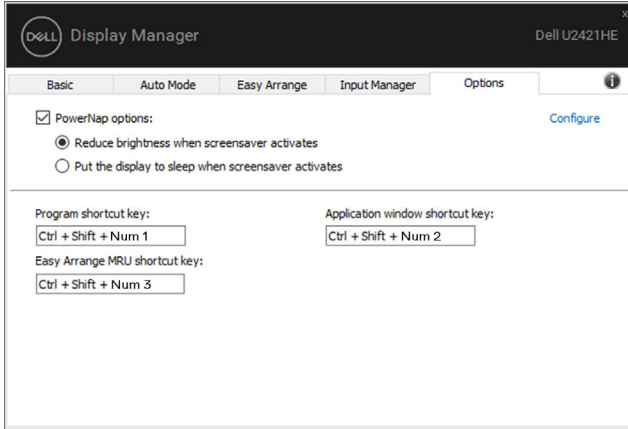 DELL Display Manager
Dell U2421HE
Basic
Auto Mode
Easy Arrange
Input Manager
Options
PowerNap options:
Configure
Reduce brightness when screensaver activates
Put the display to sleep when screensaver activates
Program shortcut key:
Application window shortcut key:
Ctrl + Shift + Num 1
Ctrl + Shift + Num 2
Easy Arrange MRU shortcut key:
Ctrl + Shift + Num 3